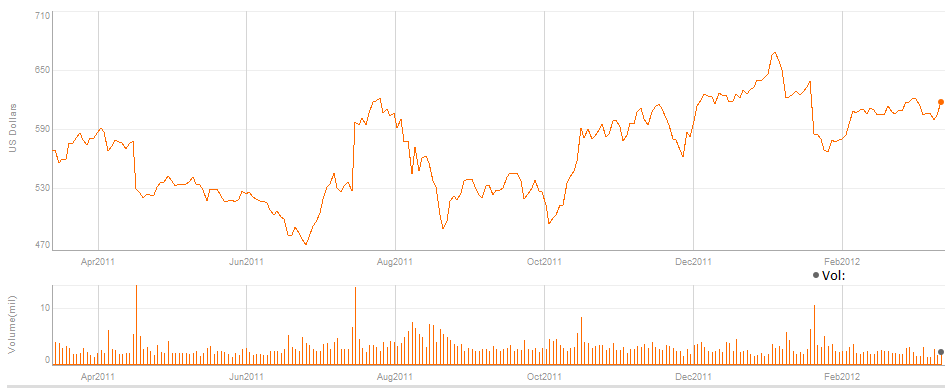 710
650
590
530
470
US Dollars
Apr2011 Jun2011 Aug2011 Oct2011 Dec2011 Feb2012
Vol:
10
0
Volume(mil)
Apr2011 Jun2011 Aug2011 Oct2011 Dec2011 Feb2012